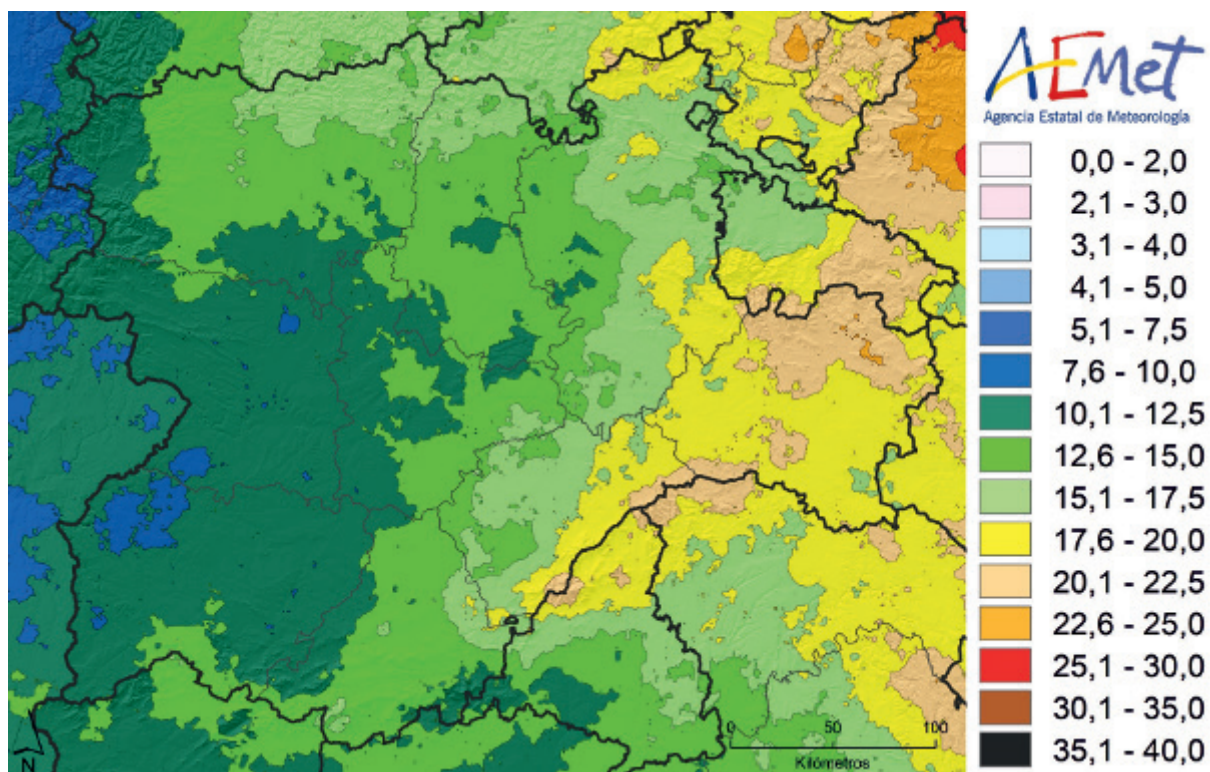 AEMet
Agencia Estatal de Meteorología
0,0 - 2,0
2,1 - 3,0
3,1 - 4,0
4,1 - 5,0
5,1 - 7,5
7,6 - 10,0
10,1 - 12,5
12,6 - 15,0
15,1 - 17,5
17,6 - 20,0
20,1 - 22,5
22,6 - 25,0
25,1 - 30,0
30,1 - 35,0
35,1 - 40,0
0 50 100
Kilómetros
N